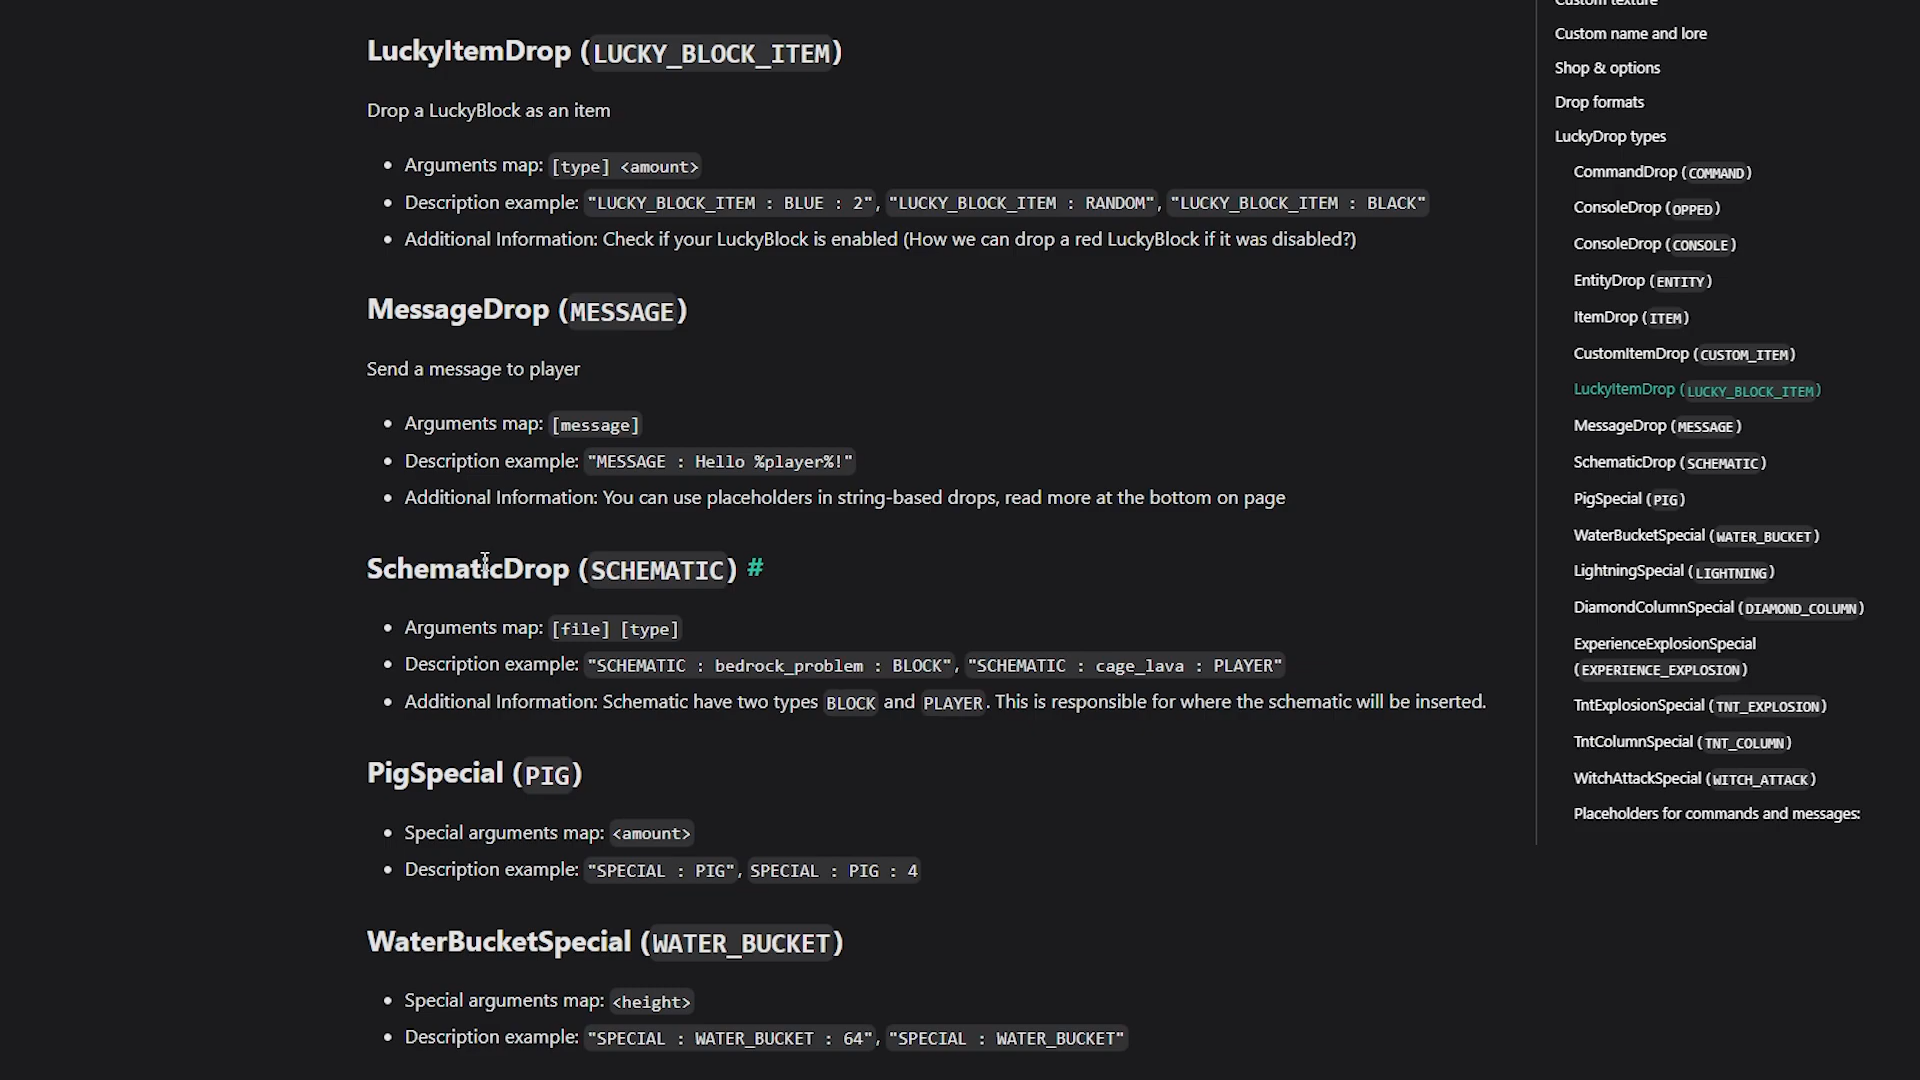 LuckyItemDrop (LUCKY_BLOCK_ITEM)
Drop a LuckyBlock as an item
Arguments map: [type] <amount>
Description example: "LUCKY_BLOCK_ITEM : BLUE : 2", "LUCKY_BLOCK_ITEM : RANDOM", "LUCKY_BLOCK_ITEM : BLACK"
Additional Information: Check if your LuckyBlock is enabled (How we can drop a red LuckyBlock if it was disabled?)
MessageDrop (MESSAGE)
Send a message to player
Arguments map: [message]
Description example: "MESSAGE : Hello %player%!"
Additional Information: You can use placeholders in string-based drops, read more at the bottom on page
SchematicDrop (SCHEMATIC) #
Arguments map: [file] [type]
Description example: "SCHEMATIC : bedrock_problem : BLOCK", "SCHEMATIC : cage_lava : PLAYER"
Additional Information: Schematic have two types BLOCK and PLAYER. This is responsible for where the schematic will be inserted.
PigSpecial (PIG)
Special arguments map: <amount>
Description example: "SPECIAL : PIG", SPECIAL : PIG : 4
WaterBucketSpecial (WATER_BUCKET)
Special arguments map: <height>
Description example: "SPECIAL : WATER_BUCKET : 64", "SPECIAL : WATER_BUCKET"
Custom texture
Custom name and lore
Shop & options
Drop formats
LuckyDrop types
CommandDrop (COMMAND)
ConsoleDrop (OPPED)
ConsoleDrop (CONSOLE)
EntityDrop (ENTITY)
ItemDrop (ITEM)
CustomItemDrop (CUSTOM_ITEM)
LuckyItemDrop (LUCKY_BLOCK_ITEM)
MessageDrop (MESSAGE)
SchematicDrop (SCHEMATIC)
PigSpecial (PIG)
WaterBucketSpecial (WATER_BUCKET)
LightningSpecial (LIGHTNING)
DiamondColumnSpecial (DIAMOND_COLUMN)
ExperienceExplosionSpecial
(EXPERIENCE_EXPLOSION)
TntExplosionSpecial (TNT_EXPLOSION)
TntColumnSpecial (TNT_COLUMN)
WitchAttackSpecial (WITCH_ATTACK)
Placeholders for commands and messages: